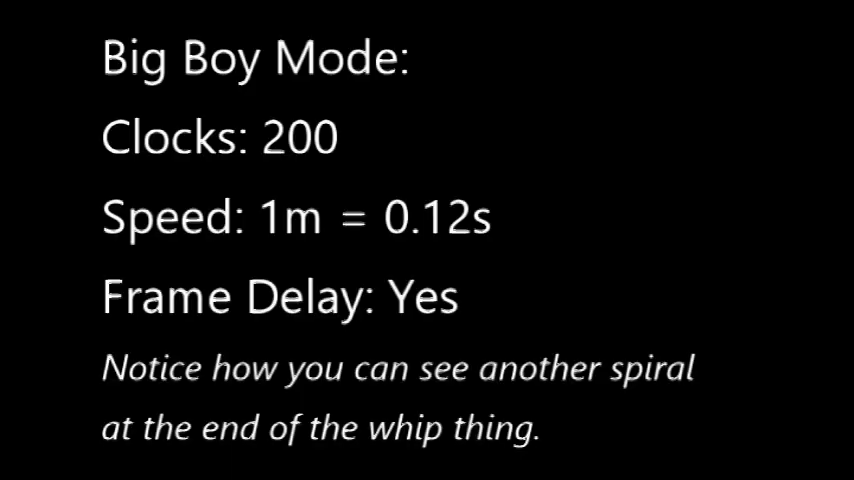 Big Boy Mode:
Clocks: 200
Speed: 1m = 0.12s
Frame Delay: Yes
Notice how you can see another spiral
at the end of the whip thing.